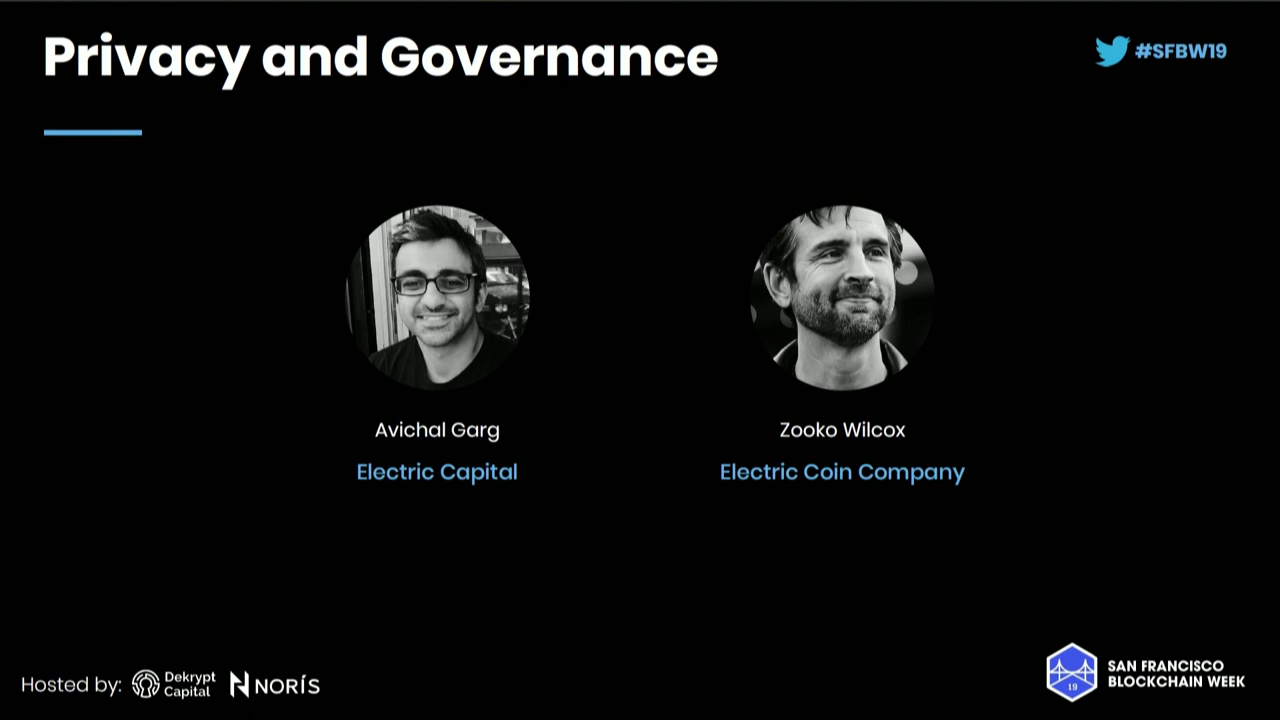 Privacy and Governance
#SFBW19
Avichal Garg
Zooko Wilcox
Electric Capital
Electric Coin Company
Hosted by:
Dekrypt
Capital
NORÍS
19
SAN FRANCISCO
BLOCKCHAIN WEEK